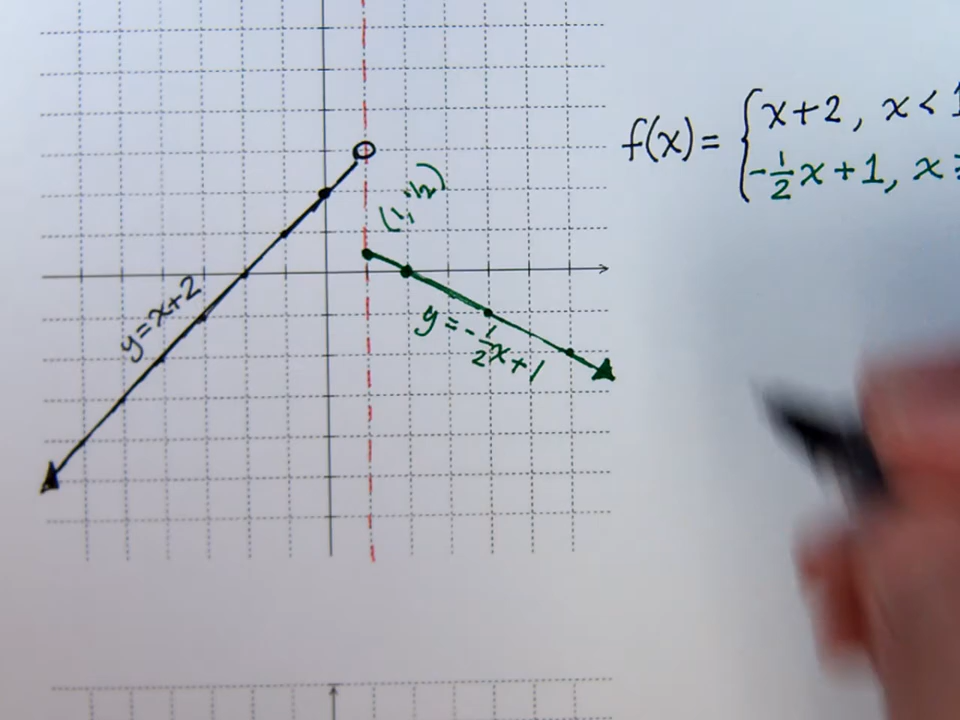 f(x) = { x+2, x < 1
-1/2x+1, x ≥
(1, 1/2)
y=x+2
y=-1/2x+1